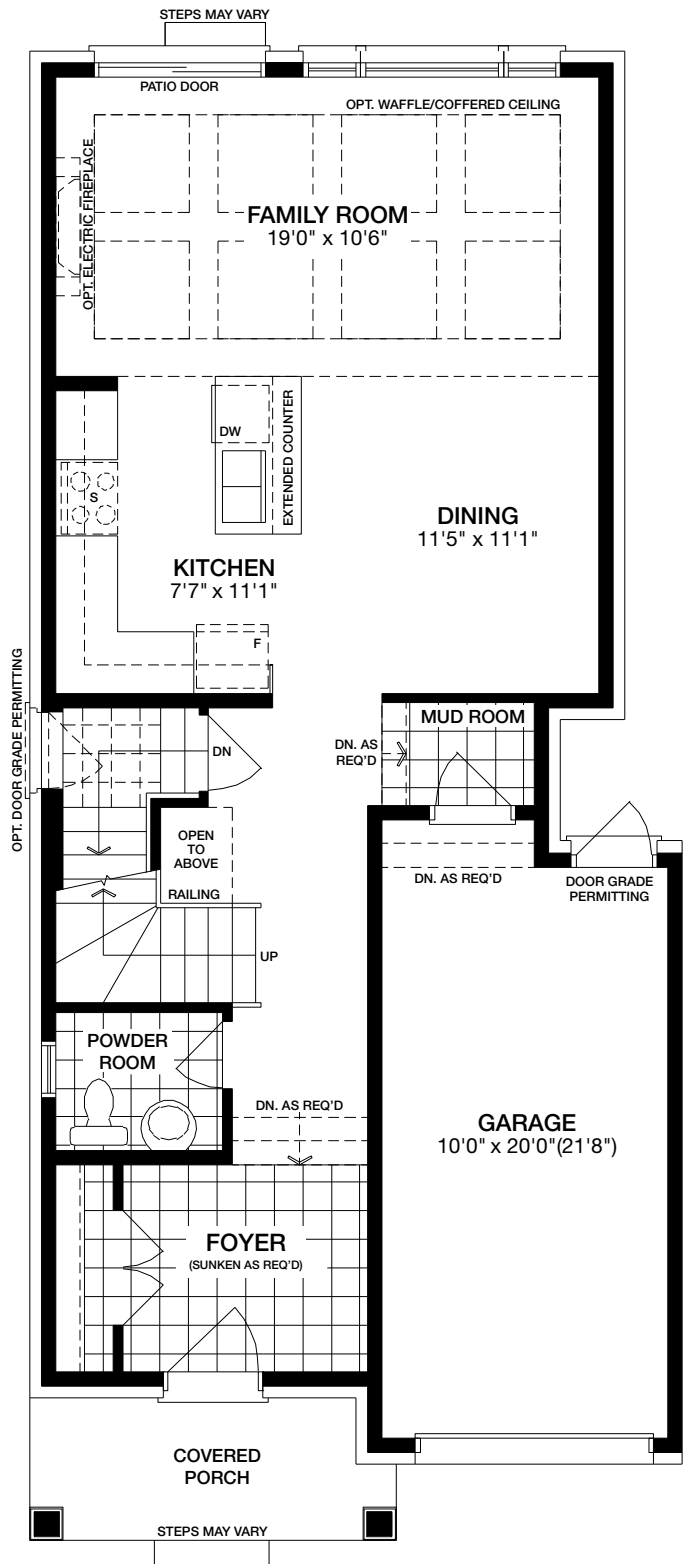 STEPS MAY VARY
PATIO DOOR
OPT. WAFFLE/COFFERED CEILING
OPT. ELECTRIC FIREPLACE
FAMILY ROOM
19'0" x 10'6"
DW
EXTENDED COUNTER
S
DINING
11'5" x 11'1"
KITCHEN
7'7" x 11'1"
F
OPT. DOOR GRADE PERMITTING
MUD ROOM
DN
DN. AS
REQ'D
OPEN
TO
ABOVE
RAILING
DN. AS REQ'D
DOOR GRADE
PERMITTING
UP
POWDER
ROOM
DN. AS REQ'D
GARAGE
10'0" x 20'0"(21'8")
FOYER
(SUNKEN AS REQ'D)
COVERED
PORCH
STEPS MAY VARY